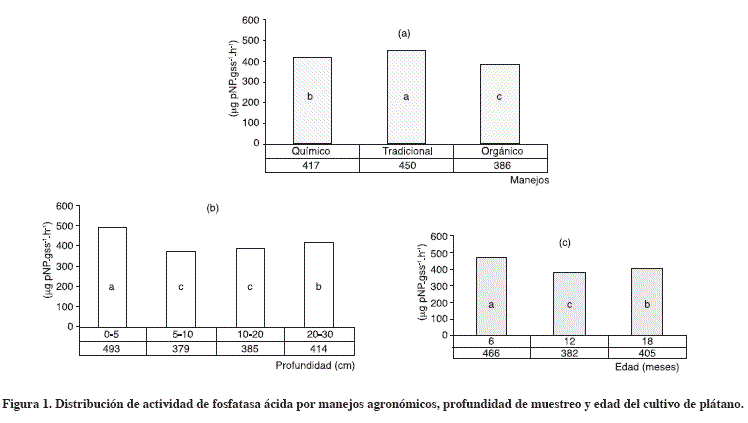 (a)
(µg pNP.gss⁻¹.hr⁻¹)
600
500
400
300
200
100
0
b a c
Químico Tradicional Orgánico
417 450 386
Manejos
(b)
(µg pNP.gss⁻¹.hr⁻¹)
600
500
400
300
200
100
0
a c c b
0-5 5-10 10-20 20-30
493 379 385 414
Profundidad (cm)
(c)
(µg pNP.gss⁻¹.hr⁻¹)
600
500
400
300
200
100
0
a c b
6 12 18
466 382 405
Edad (meses)
Figura 1. Distribución de actividad de fosfatasa ácida por manejos agronómicos, profundidad de muestreo y edad del cultivo de plátano.